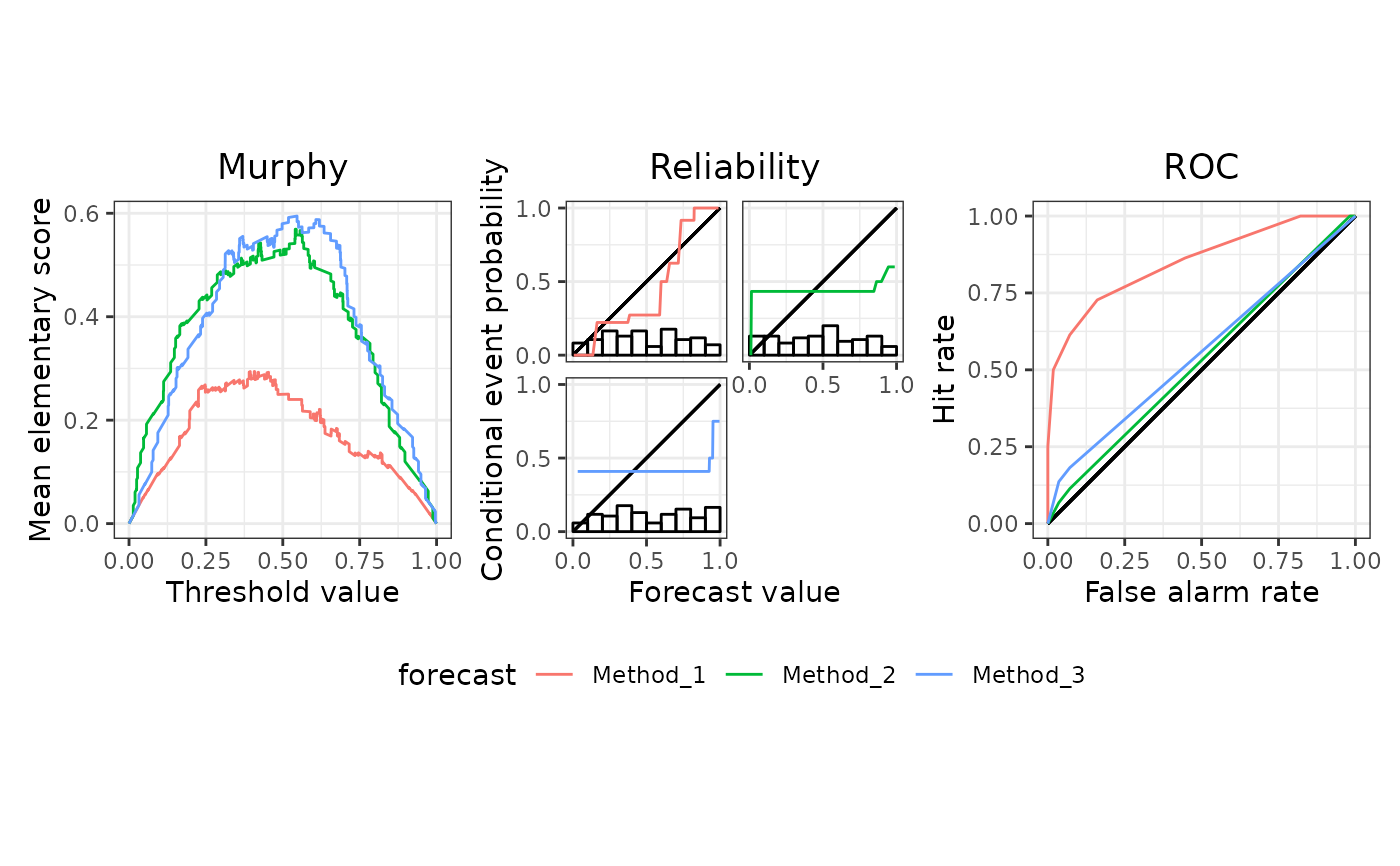 Murphy
Mean elementary score
0.6
0.4
0.2
0.0
0.00 0.25 0.50 0.75 1.00
Threshold value
Reliability
Conditional event probability
1.0
0.5
0.0
0.0 0.5 1.0
1.0
0.5
0.0
0.0 0.5 1.0
Forecast value
ROC
Hit rate
1.00
0.75
0.50
0.25
0.00
0.00 0.25 0.50 0.75 1.00
False alarm rate
forecast Method_1 Method_2 Method_3